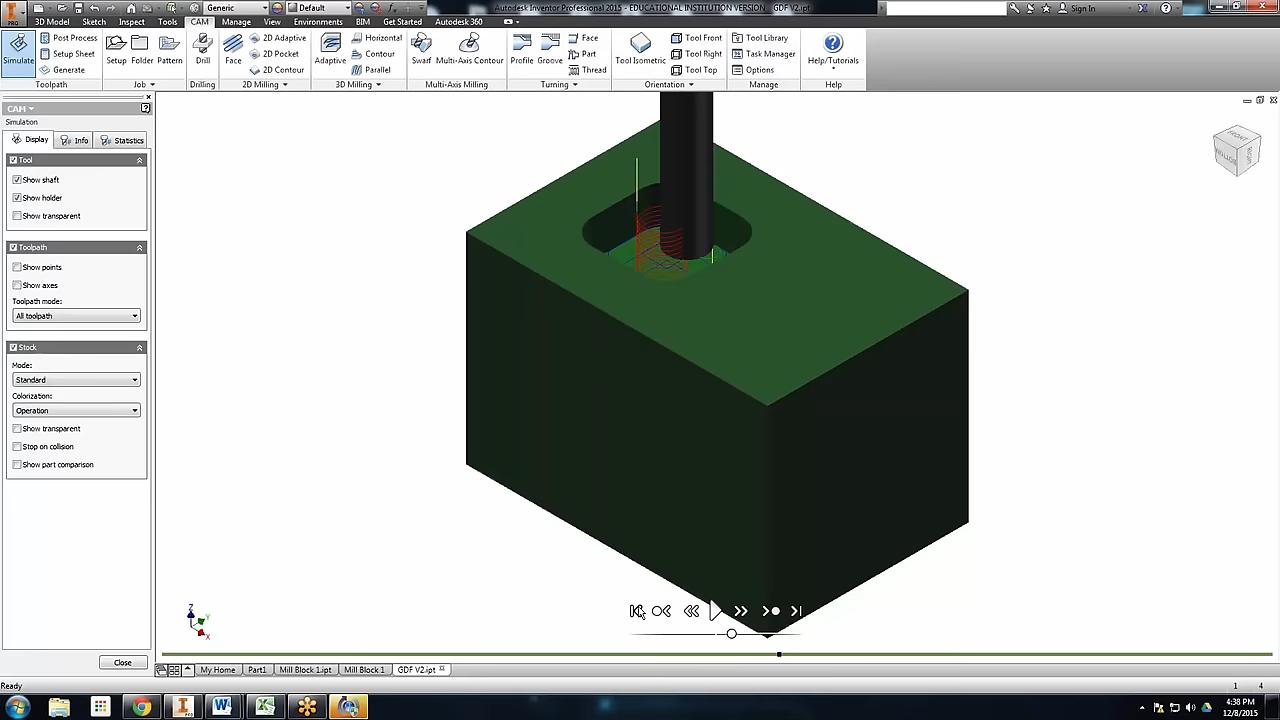 Generic
Default
Autodesk Inventor Professional 2015 - EDUCATIONAL INSTITUTION VERSION GDF V2.ipt
Sign In
PRO
3D Model Sketch Inspect Tools CAM Manage View Environments BIM Get Started Autodesk 360
Simulate
Post Process
Setup Sheet
Generate
Toolpath
Setup Folder Pattern
Job
Drill
Drilling
Face
2D Adaptive
2D Pocket
2D Contour
2D Milling
Adaptive
Horizontal
Contour
Parallel
3D Milling
Swarf Multi-Axis Contour
Multi-Axis Milling
Profile Groove
Face
Part
Thread
Turning
Tool Isometric
Tool Front
Tool Right
Tool Top
Orientation
Tool Library
Task Manager
Options
Manage
Help/Tutorials
Help
CAM
Simulation
Display Info Statistics
Tool
Show shaft
Show holder
Show transparent
Toolpath
Show points
Show axes
Toolpath mode:
All toolpath
Stock
Mode:
Standard
Colorization:
Operation
Show transparent
Stop on collision
Show part comparison
Close
FRONT
RIGHT
BOTTOM
Z
Y
X
My Home Part1 Mill Block 1.ipt Mill Block 1 GDF V2.ipt
Ready
1 4
4:38 PM
12/8/2015